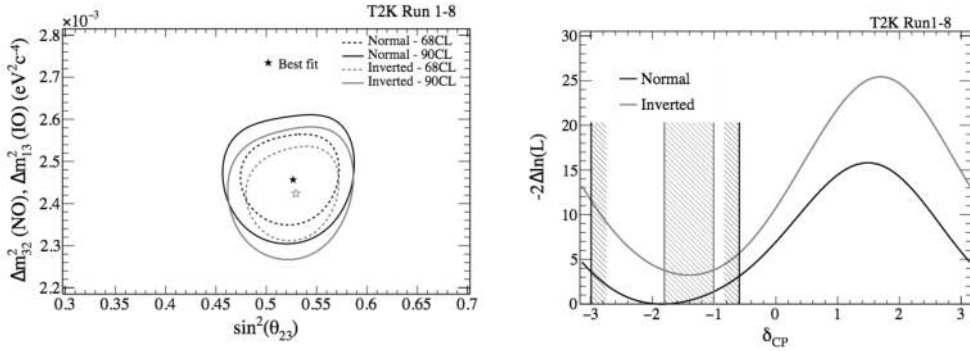 T2K Run 1-8
×10⁻³
2.8
2.7
2.6
2.5
2.4
2.3
2.2
0.3 0.4 0.5 0.6 0.7
0.35 0.45 0.55 0.65
sin²(θ₂₃)
Δm²₃₂ (NO), Δm²₁₃ (IO) (eV²c⁻⁴)
Best fit
Normal - 68CL
Normal - 90CL
Inverted - 68CL
Inverted - 90CL
T2K Run1-8
-30
-25
20
15
10
5
0
-3 -2 -1 0 1 2 3
δCP
-2Δln(L)
Normal
Inverted